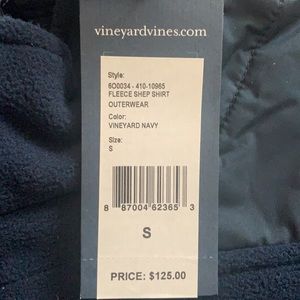 vineyardvines.com
Style:
6O0034 - 410-10965
FLEECE SHEP SHIRT
OUTERWEAR
Color:
VINEYARD NAVY
Size:
S
8 87004 62365 3
S
PRICE: $125.00